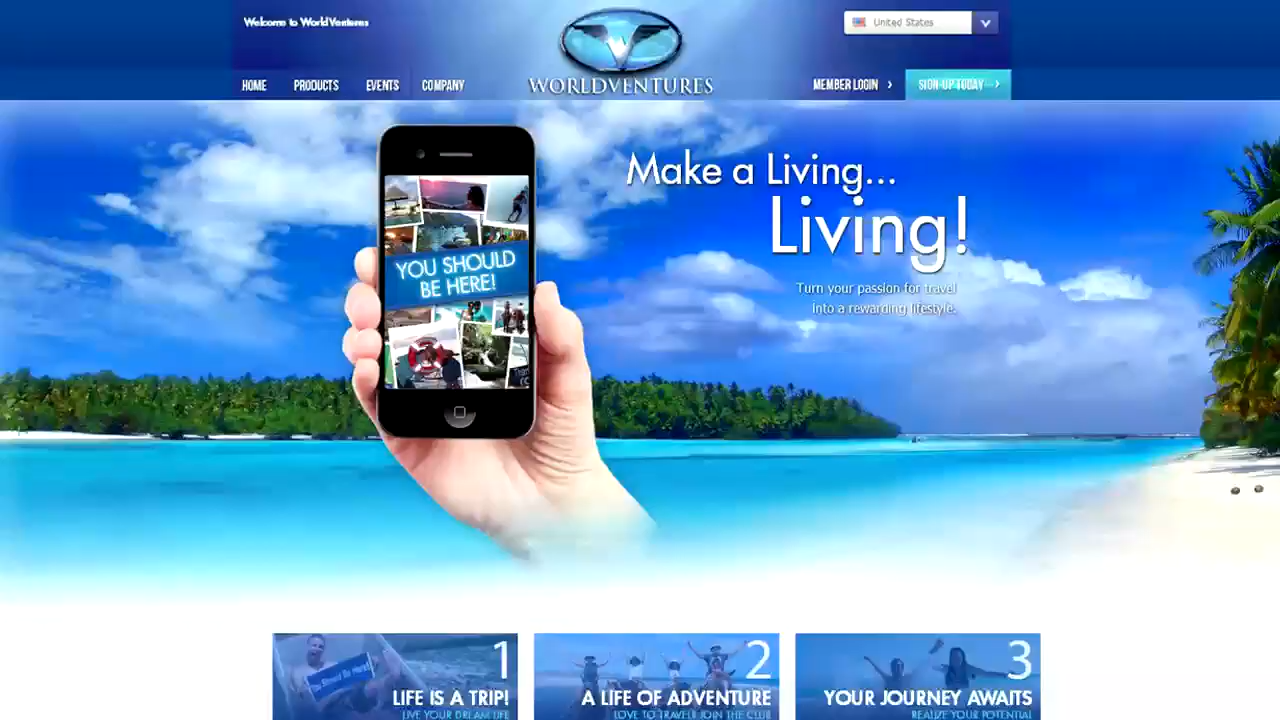 Welcome to WorldVentures
United States
WORLDVENTURES
HOME
PRODUCTS
EVENTS
COMPANY
MEMBER LOGIN
SIGN-UP TODAY
Make a Living...
Living!
Turn your passion for travel
into a rewarding lifestyle.
YOU SHOULD
BE HERE!
1
LIFE IS A TRIP!
LIVE YOUR DREAM LIFE
2
A LIFE OF ADVENTURE
LOVE TO TRAVEL? JOIN THE CLUB
3
YOUR JOURNEY AWAITS
REALIZE YOUR POTENTIAL